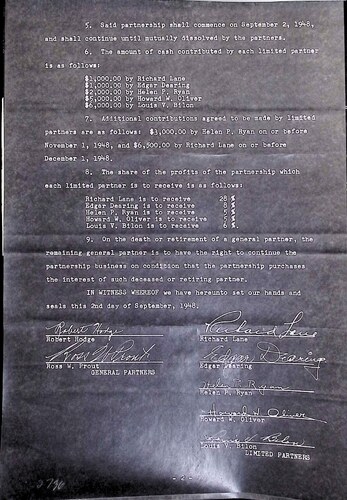 5. Said partnership shall commence on September 2, 1948,
and shall continue until mutually dissolved by the partners.
6. The amount of cash contributed by each limited partner
is as follows:
$1,000.00 by Richard Lane
$1,000.00 by Edgar Dearing
$2,000.00 by Helen P. Ryan
$5,000.00 by Howard W. Oliver
$6,000.00 by Louis V. Bilon
7. Additional contributions agreed to be made by limited
partners are as follows: $3,000.00 by Helen P. Ryan on or before
November 1, 1948, and by Richard Lane on or before
December 1, 1948.
8. The share of the profits of the partnership which
each limited partner is to receive is as follows:
Richard Lane is to receive 28 %
Edgar Dearing is to receive 8 %
Helen P. Ryan is to receive 5 %
Howard W. Oliver is to receive 5 %
Louis V. Bilon is to receive 6 %
9. On the death or retirement of a general partner, the
remaining general partner is to have the right to continue the
partnership business on condition that the partnership purchases
the interest of such deceased or retiring partner.
IN WITNESS WHEREOF we have hereunto set our hands and
seals this 2nd day of September, 1948.
Robert Hodge
Robert Hodge
Ross W. Prout
Ross W. Prout
GENERAL PARTNERS
Richard Lane
Richard Lane
Edgar Dearing
Edgar Dearing
Helen P. Ryan
Helen P. Ryan
Howard W. Oliver
Howard W. Oliver
Louis V. Bilon
Louis V. Bilon
LIMITED PARTNERS